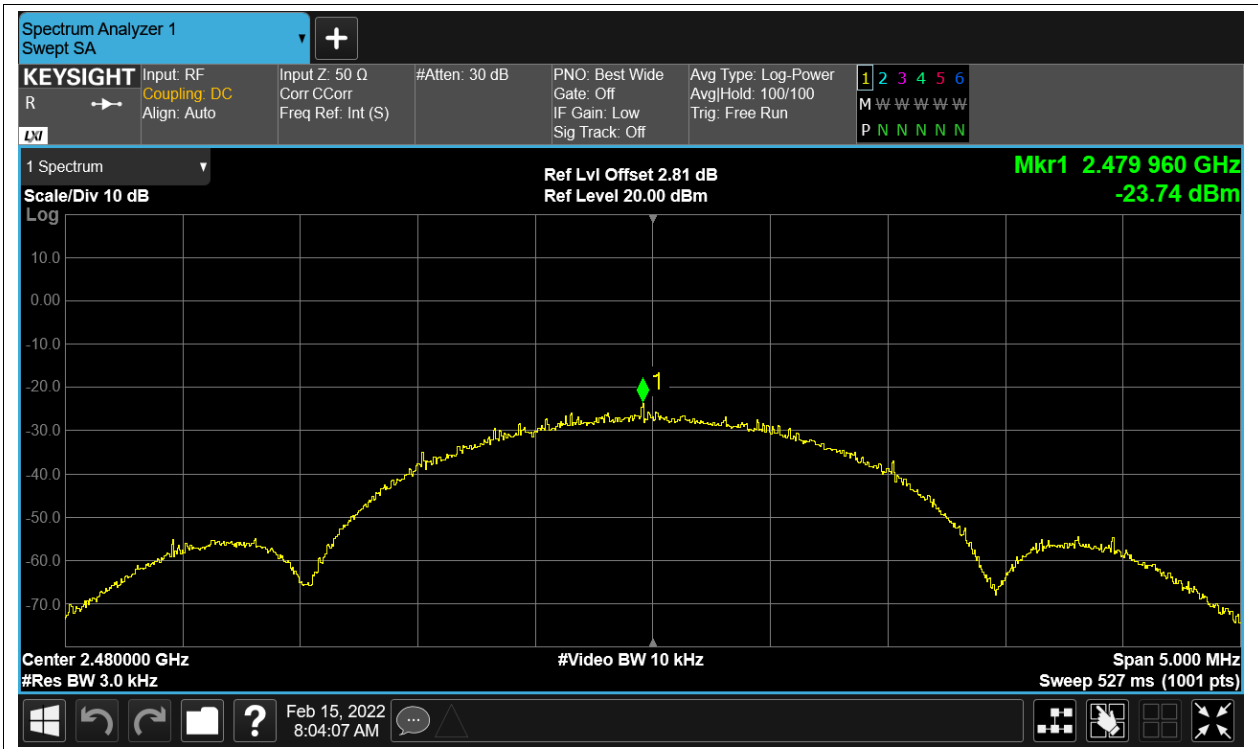 Spectrum Analyzer 1
Swept SA
KEYSIGHT
R
LXI
Input: RF
Coupling: DC
Align: Auto
Input Z: 50 Ω
Corr CCorr
Freq Ref: Int (S)
#Atten: 30 dB
PNO: Best Wide
Gate: Off
IF Gain: Low
Sig Track: Off
Avg Type: Log-Power
Avg|Hold: 100/100
Trig: Free Run
1 2 3 4 5 6
M W W W W W W
P N N N N N
1 Spectrum
Scale/Div 10 dB
Log
Ref Lvl Offset 2.81 dB
Ref Level 20.00 dBm
Mkr1 2.479 960 GHz
-23.74 dBm
10.0
0.00
-10.0
-20.0
-30.0
-40.0
-50.0
-60.0
-70.0
1
Center 2.480000 GHz
#Res BW 3.0 kHz
#Video BW 10 kHz
Span 5.000 MHz
Sweep 527 ms (1001 pts)
?
Feb 15, 2022
8:04:07 AM